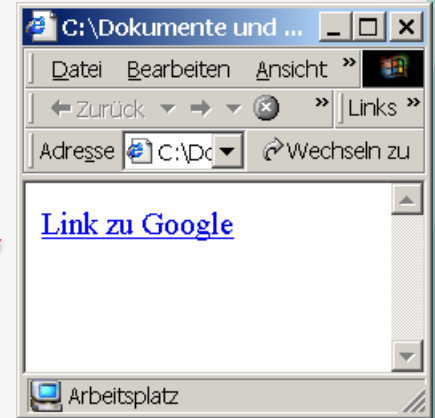 C:\Dokumente und ...
Datei Bearbeiten Ansicht »
Zurück » Links »
Adresse C:\Do Wechseln zu
Link zu Google
Arbeitsplatz